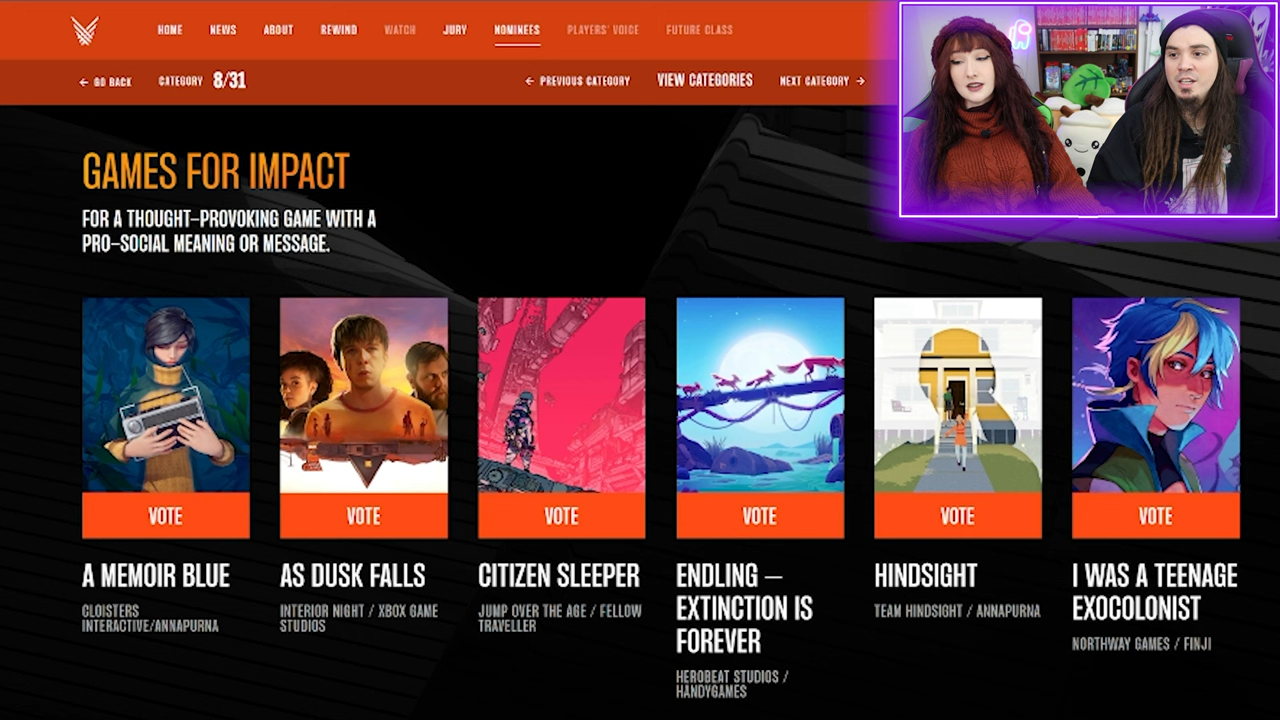 HOME NEWS ABOUT REWIND WATCH JURY NOMINEES PLAYERS' VOICE FUTURE CLASS
← GO BACK CATEGORY 8/31 ← PREVIOUS CATEGORY VIEW CATEGORIES NEXT CATEGORY →
GAMES FOR IMPACT
FOR A THOUGHT-PROVOKING GAME WITH A
PRO-SOCIAL MEANING OR MESSAGE.
VOTE
A MEMOIR BLUE
CLOISTERS
INTERACTIVE/ANNAPURNA
VOTE
AS DUSK FALLS
INTERIOR NIGHT / XBOX GAME
STUDIOS
VOTE
CITIZEN SLEEPER
JUMP OVER THE AGE / FELLOW
TRAVELLER
VOTE
ENDLING —
EXTINCTION IS
FOREVER
HEROBEAT STUDIOS /
HANDYGAMES
VOTE
HINDSIGHT
TEAM HINDSIGHT / ANNAPURNA
VOTE
I WAS A TEENAGE
EXOCOLONIST
NORTHWAY GAMES / FINJI